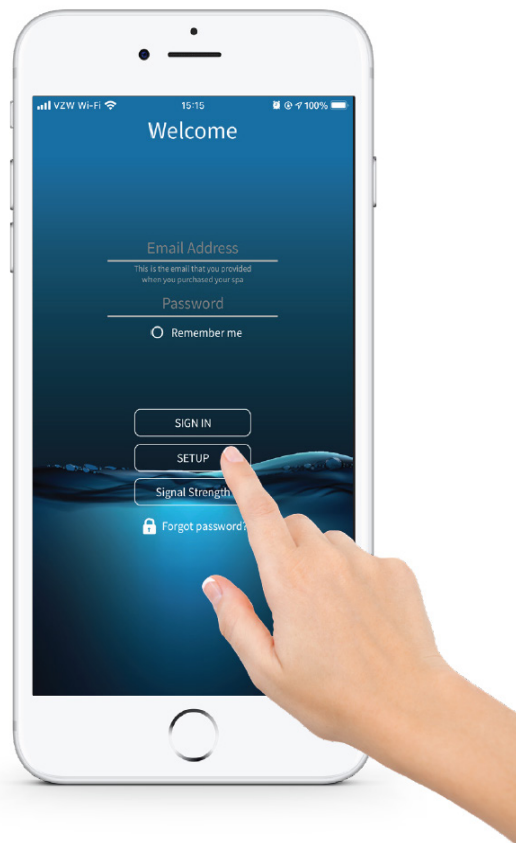 VZW Wi-Fi 15:15 100%
Welcome
Email Address
This is the email that you provided
when you purchased your spa
Password
Remember me
SIGN IN
SETUP
Signal Strength
Forgot password?